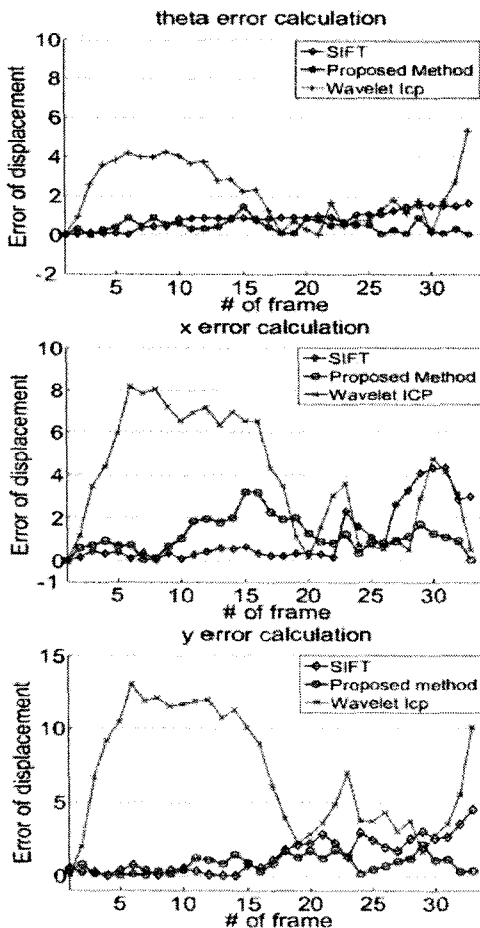 theta error calculation
10
8
6
4
2
0
-2
Error of displacement
SIFT
Proposed Method
Wavelet Icp
5 10 15 20 25 30
# of frame
x error calculation
10
8
6
4
2
0
-1
Error of displacement
SIFT
Proposed Method
Wavelet ICP
5 10 15 20 25 30
# of frame
y error calculation
15
10
5
0
Error of displacement
SIFT
Proposed method
Wavelet Icp
5 10 15 20 25 30
# of frame